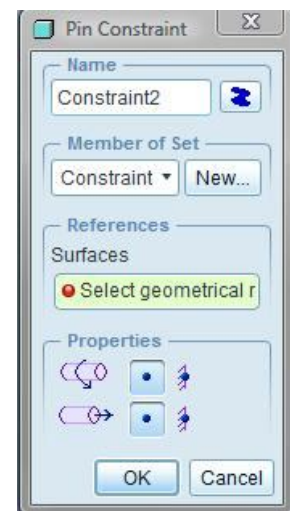 Pin Constraint
Name
Constraint2
Member of Set
Constraint
New...
References
Surfaces
Select geometrical r
Properties
OK
Cancel